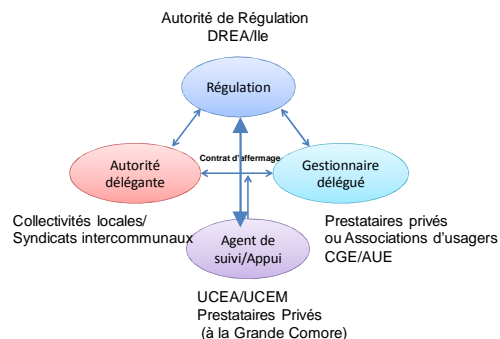 Autorité de Régulation
DREA/Ile
Régulation
Contrat d'affermage
Autorité
délégante
Gestionnaire
délégué
Collectivités locales/
Syndicats intercommunaux
Agent de
suivi/Appui
Prestataires privés
ou Associations d'usagers
CGE/AUE
UCEA/UCEM
Prestataires Privés
(à la Grande Comore)